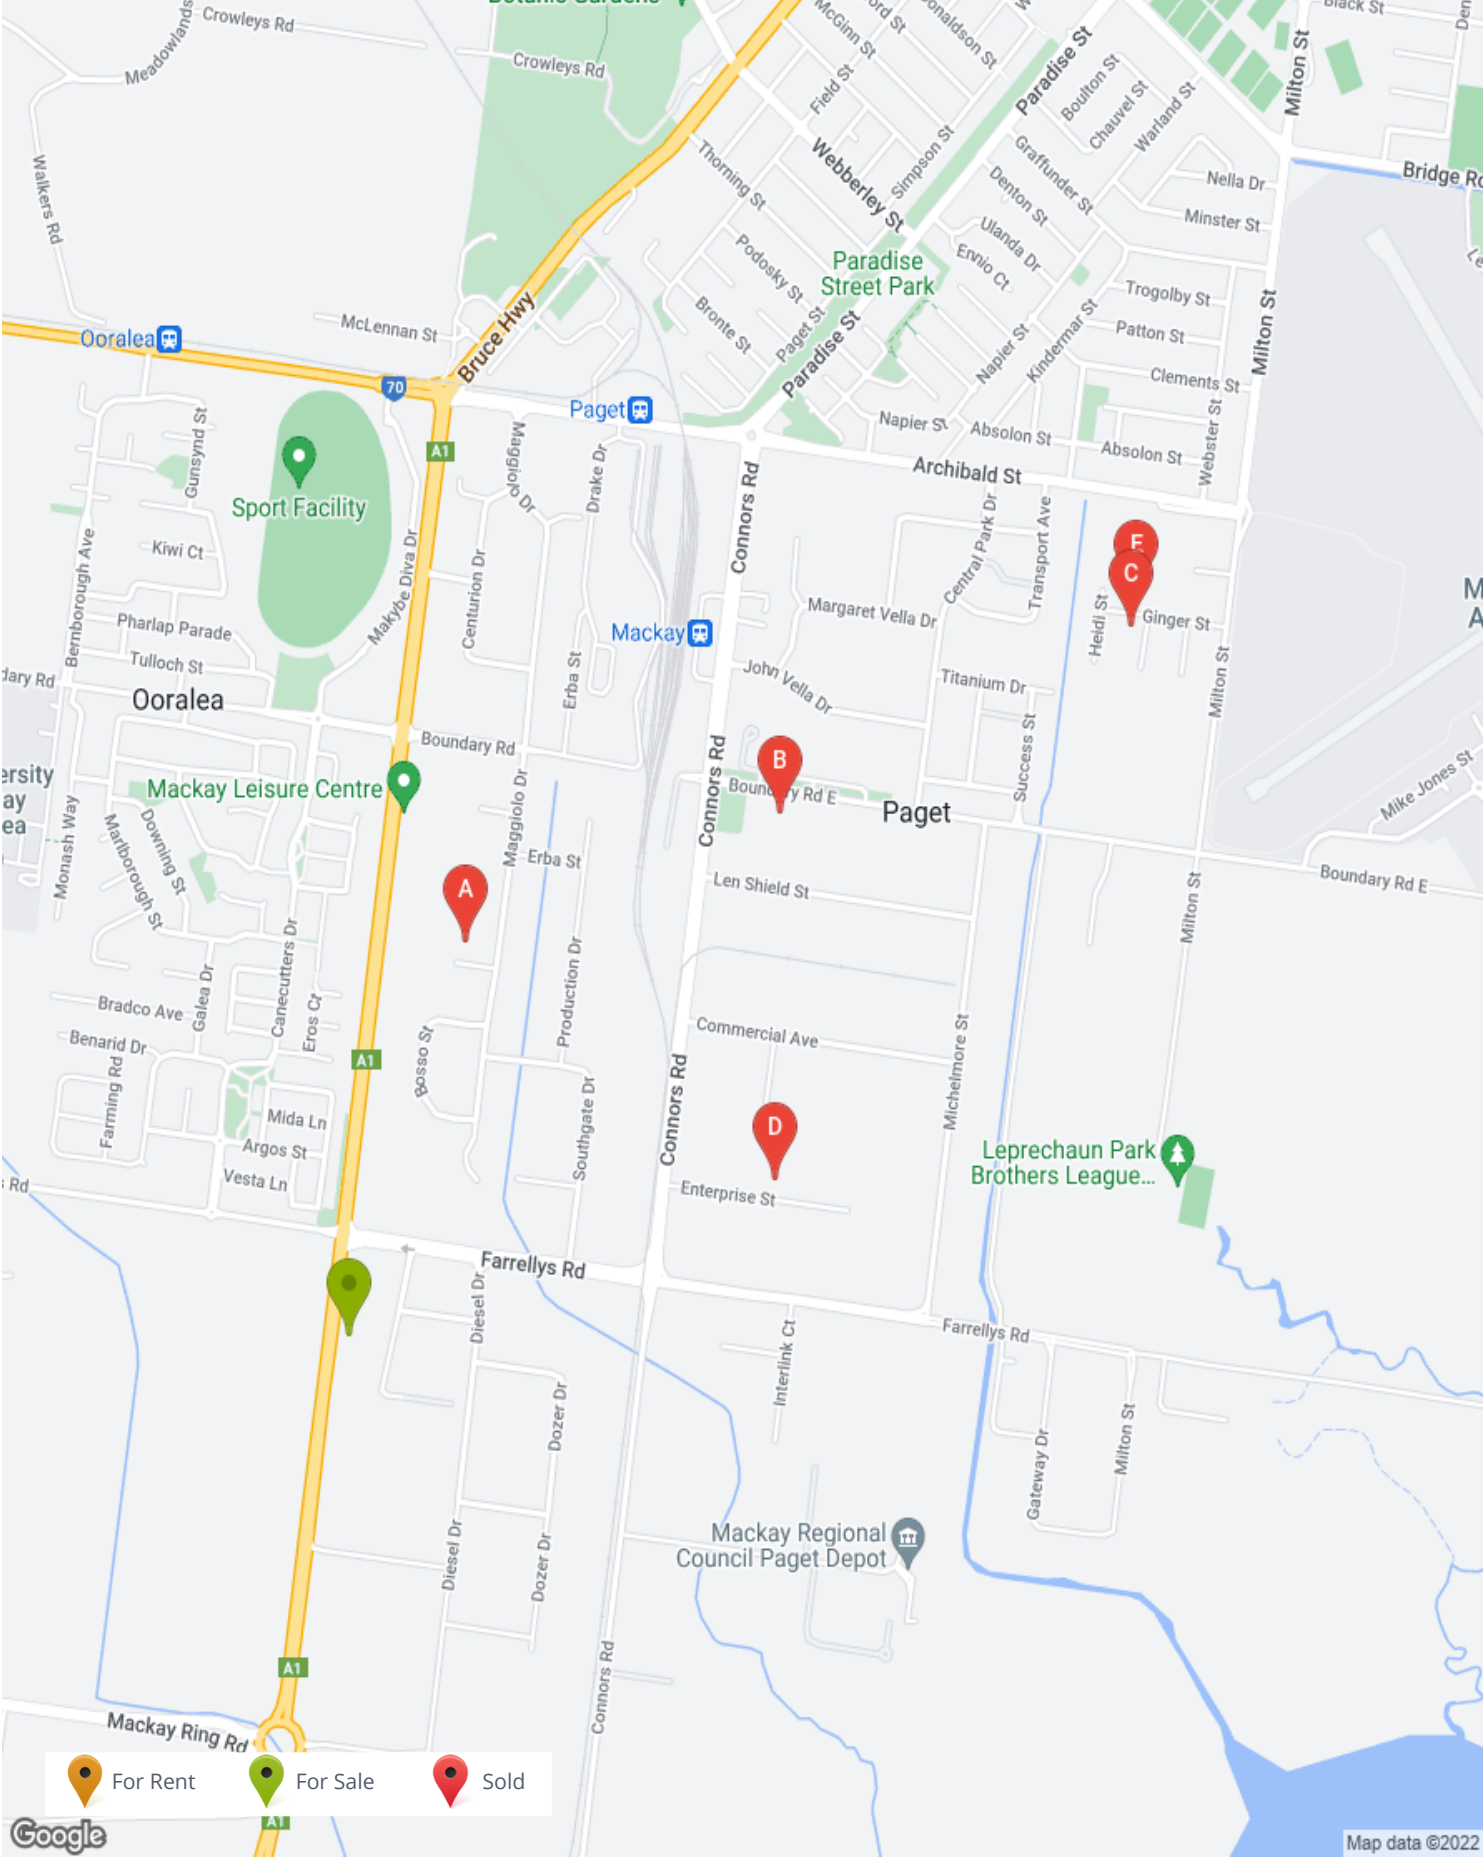 Botanic Gardens
Crowleys Rd
Meadowlands
Crowleys Rd
McGinn St
Donaldson St
Field St
Paradise St
Boulton St
Chauvel St
Warland St
Milton St
Black St
Walkers Rd
Thorning St
Webberley St
Simpson St
Graffunder St
Denton St
Nella Dr
Bridge Rd
Minster St
Ulanda Dr
Ennio Ct
Podosky St
Paradise
Street Park
Trogolby St
Bronte St
Paget St
Paradise St
Napier St
Kindermar St
Patton St
Milton St
McLennan St
Bruce Hwy
Ooralea
70
Clements St
Paget
Napier St
Absolon St
Absolon St
Webster St
A1
Gunsynd St
Maggiolo Dr
Drake Dr
Archibald St
Sport Facility
Connors Rd
Central Park Dr
Transport Ave
Kiwi Ct
Bernborough Ave
Makybe Diva Dr
Centurion Dr
E
C
Pharlap Parade
Margaret Vella Dr
Heidi St
Ginger St
M
A
Mackay
Tulloch St
Erba St
John Vella Dr
Titanium Dr
Milton St
dary Rd
Ooralea
Boundary Rd
Success St
ersity
ay
ea
Mackay Leisure Centre
Connors Rd
B
Boundary Rd E
Paget
Mike Jones St
Monash Way
Marlborough St
Downing St
Maggiolo Dr
Erba St
A
Len Shield St
Boundary Rd E
Milton St
Canecutters Dr
Production Dr
Galea Dr
Eros Ct
Bradco Ave
Benarid Dr
Commercial Ave
A1
Bosso St
Farming Rd
Connors Rd
Michelmore St
Southgate Dr
Mida Ln
D
Argos St
Leprechaun Park
Brothers League...
s Rd
Vesta Ln
Enterprise St
Farrellys Rd
Diesel Dr
Farrellys Rd
Interlink Ct
Dozer Dr
Gateway Dr
Milton St
Diesel Dr
Dozer Dr
Mackay Regional
Council Paget Depot
Connors Rd
A1
Mackay Ring Rd
For Rent
For Sale
Sold
A1
Google
Map data ©2022